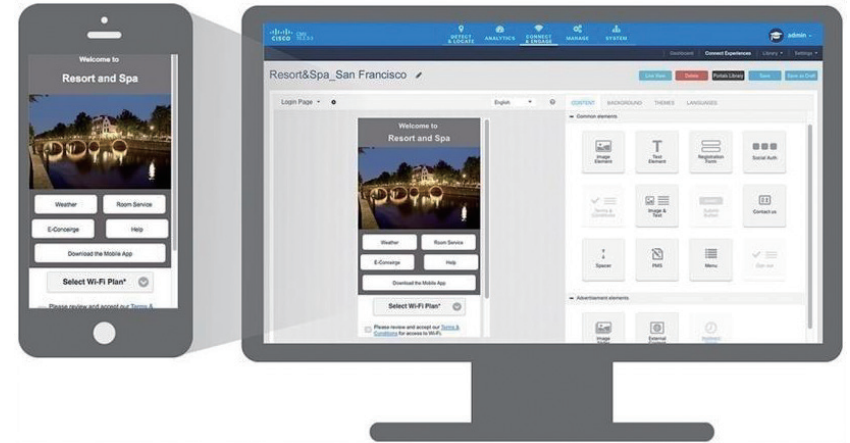 Welcome to
Resort and Spa
Weather
Room Service
E-Concierge
Help
Download the Mobile App
Select Wi-Fi Plan*
Please review and accept our Terms &
CISCO
DETECT
& LOCATE
ANALYTICS
CONNECT
& ENGAGE
MANAGE
SYSTEM
admin
Dashboard
Connect Experiences
Library
Settings
Resort&Spa_San Francisco
Live View
Delete
Portals Library
Save
Save as Draft
Login Page
English
CONTENT
BACKGROUND
THEMES
LANGUAGES
Welcome to
Resort and Spa
Weather
Room Service
E-Concierge
Help
Download the Mobile App
Select Wi-Fi Plan*
Please review and accept our Terms &
Conditions for access to Wi-Fi.
Common elements
Image
Element
Text
Element
Registration
Form
Social Auth
Terms &
Conditions
Image &
Text
Submit
Button
Contact us
Spacer
PMS
Menu
Opt out
Advertisement elements
Image
External